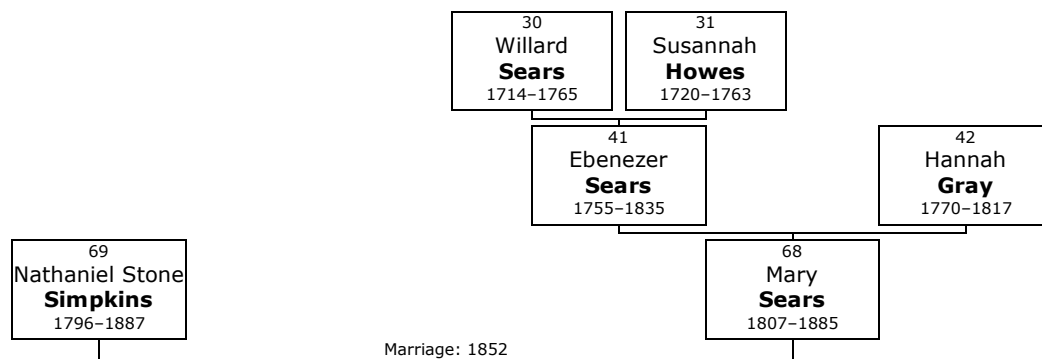 30
Willard
Sears
1714–1765
31
Susannah
Howes
1720–1763
41
Ebenezer
Sears
1755–1835
42
Hannah
Gray
1770–1817
69
Nathaniel Stone
Simpkins
1796–1887
68
Mary
Sears
1807–1885
Marriage: 1852